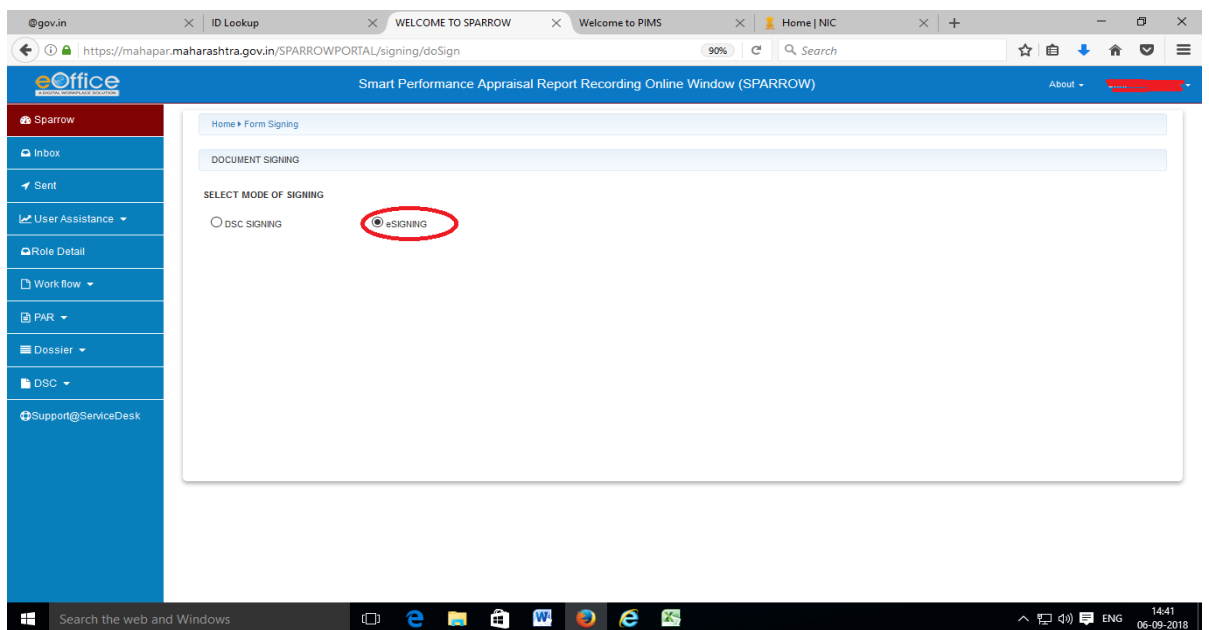 @gov.in
ID Lookup
WELCOME TO SPARROW
Welcome to PIMS
Home | NIC
https://mahapar.maharashtra.gov.in/SPARROWPORTAL/signing/doSign
90%
Search
eOffice
A DIGITAL WORKPLACE SOLUTION
Smart Performance Appraisal Report Recording Online Window (SPARROW)
About
Sparrow
Inbox
Sent
User Assistance
Role Detail
Work flow
PAR
Dossier
DSC
Support@ServiceDesk
Home Form Signing
DOCUMENT SIGNING
SELECT MODE OF SIGNING
DSC SIGNING
eSIGNING
Search the web and Windows
ENG
14:41
06-09-2018